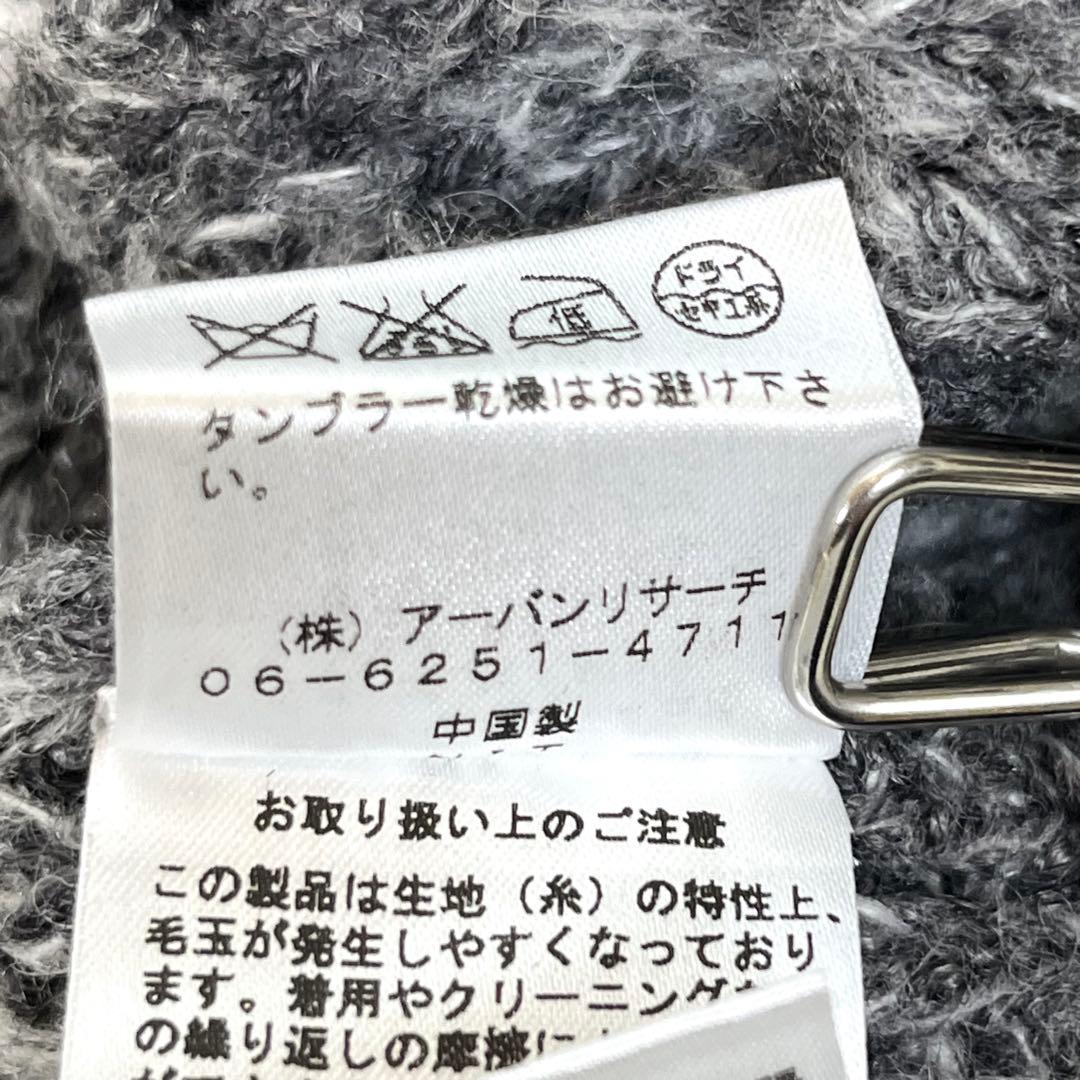 ドライ
セキユ系
低
タンブラー乾燥はお避け下さ
い。
（株）アーバンリサーチ
06-6251-4711
中国製
お取り扱い上のご注意
この製品は生地（糸）の特性上、
毛玉が発生しやすくなっており
ます。着用やクリーニング
の繰り返しの摩擦に